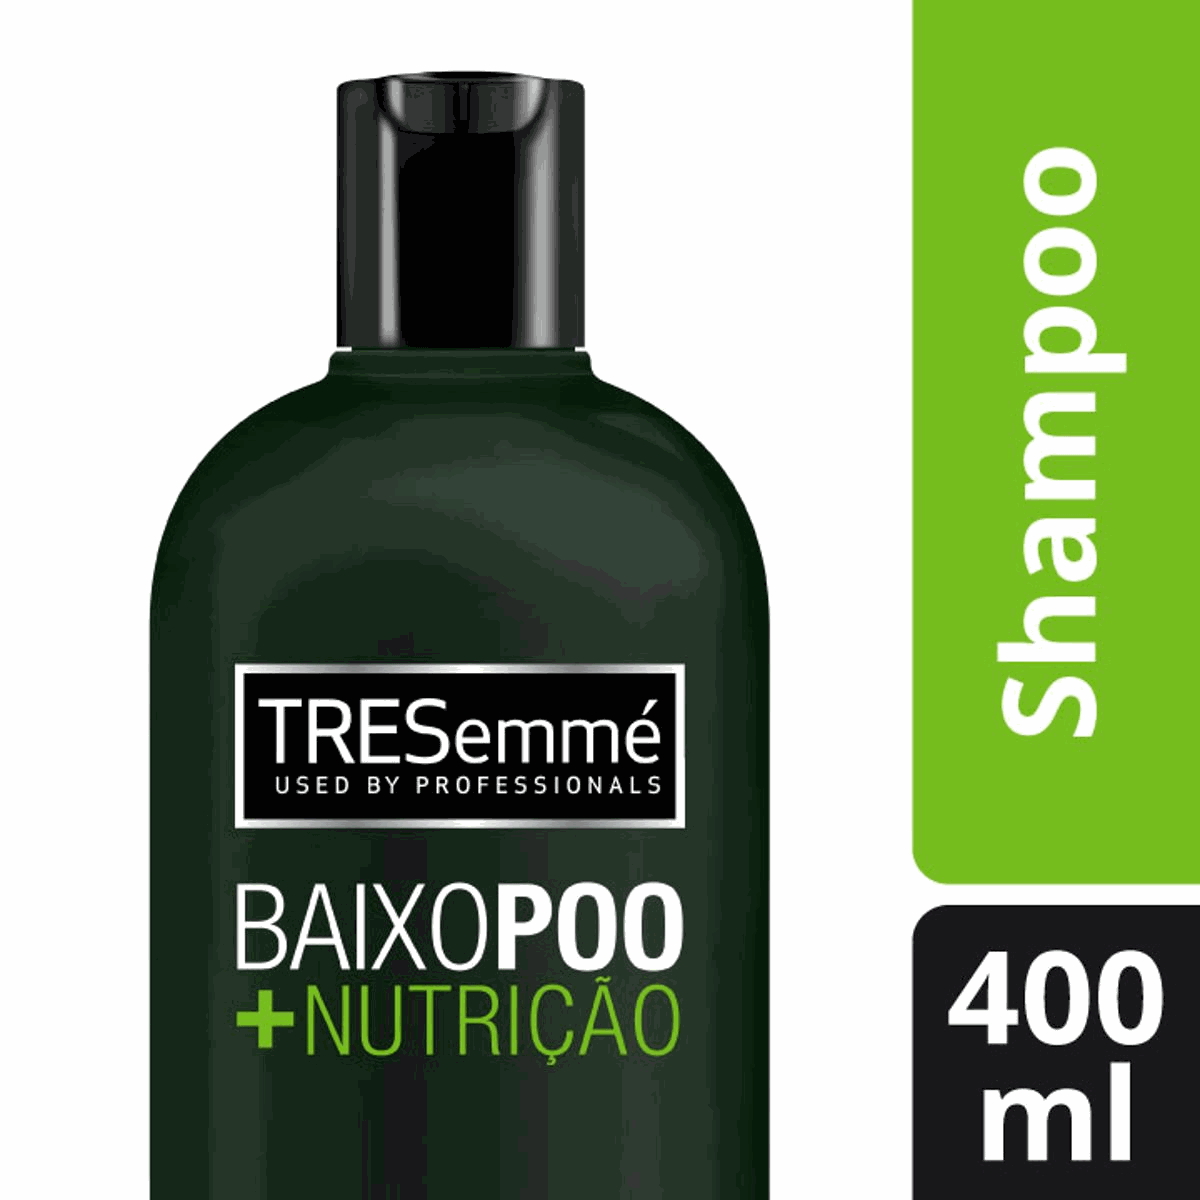 TRESemmé
USED BY PROFESSIONALS
BAIXOPOO
+NUTRIÇÃO
Shampoo
400
ml